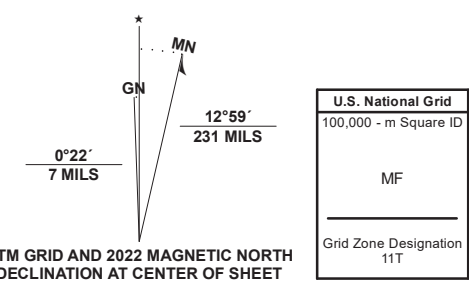 ★
MN
GN
12°59´
231 MILS
0°22´
7 MILS
TM GRID AND 2022 MAGNETIC NORTH
DECLINATION AT CENTER OF SHEET
U.S. National Grid
100,000 - m Square ID
MF
Grid Zone Designation
11T